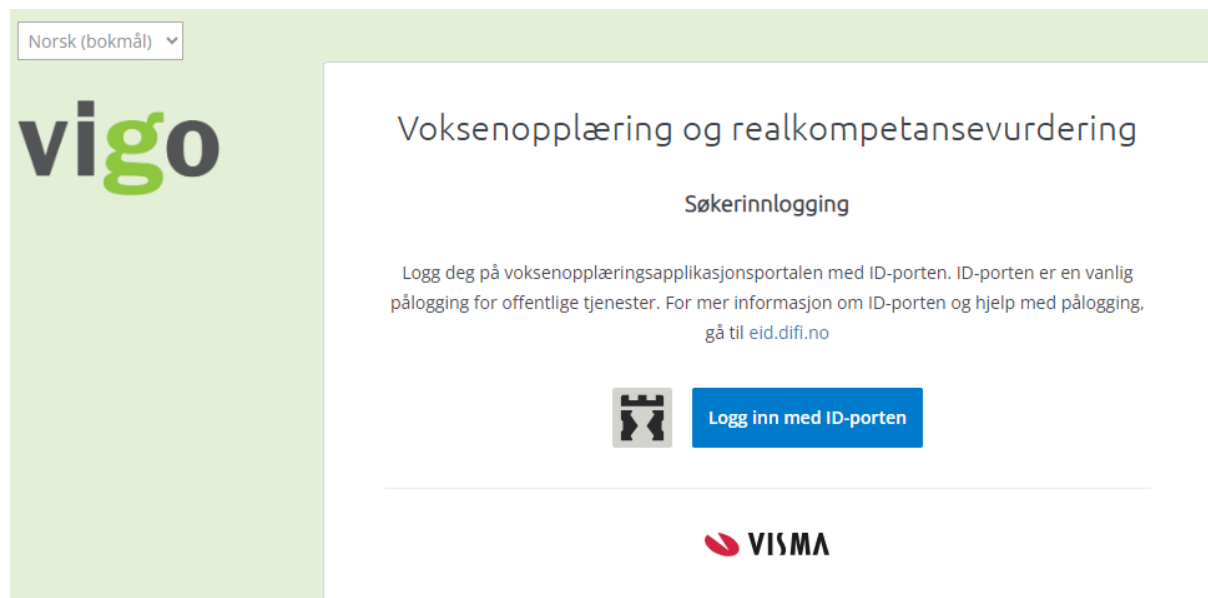 Norsk (bokmål)
vigo
Voksenopplæring og realkompetansevurdering
Søkerinnlogging
Logg deg på voksenopplæringsapplikasjonsportalen med ID-porten. ID-porten er en vanlig
pålogging for offentlige tjenester. For mer informasjon om ID-porten og hjelp med pålogging,
gå til eid.difi.no
Logg inn med ID-porten
VISMA